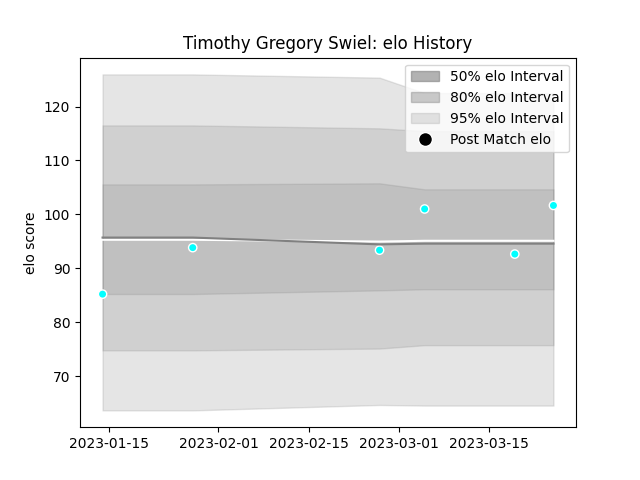 Timothy Gregory Swiel: elo History
50% elo Interval
80% elo Interval
95% elo Interval
Post Match elo
elo score
120
110
100
90
80
70
2023-01-15
2023-02-01
2023-02-15
2023-03-01
2023-03-15